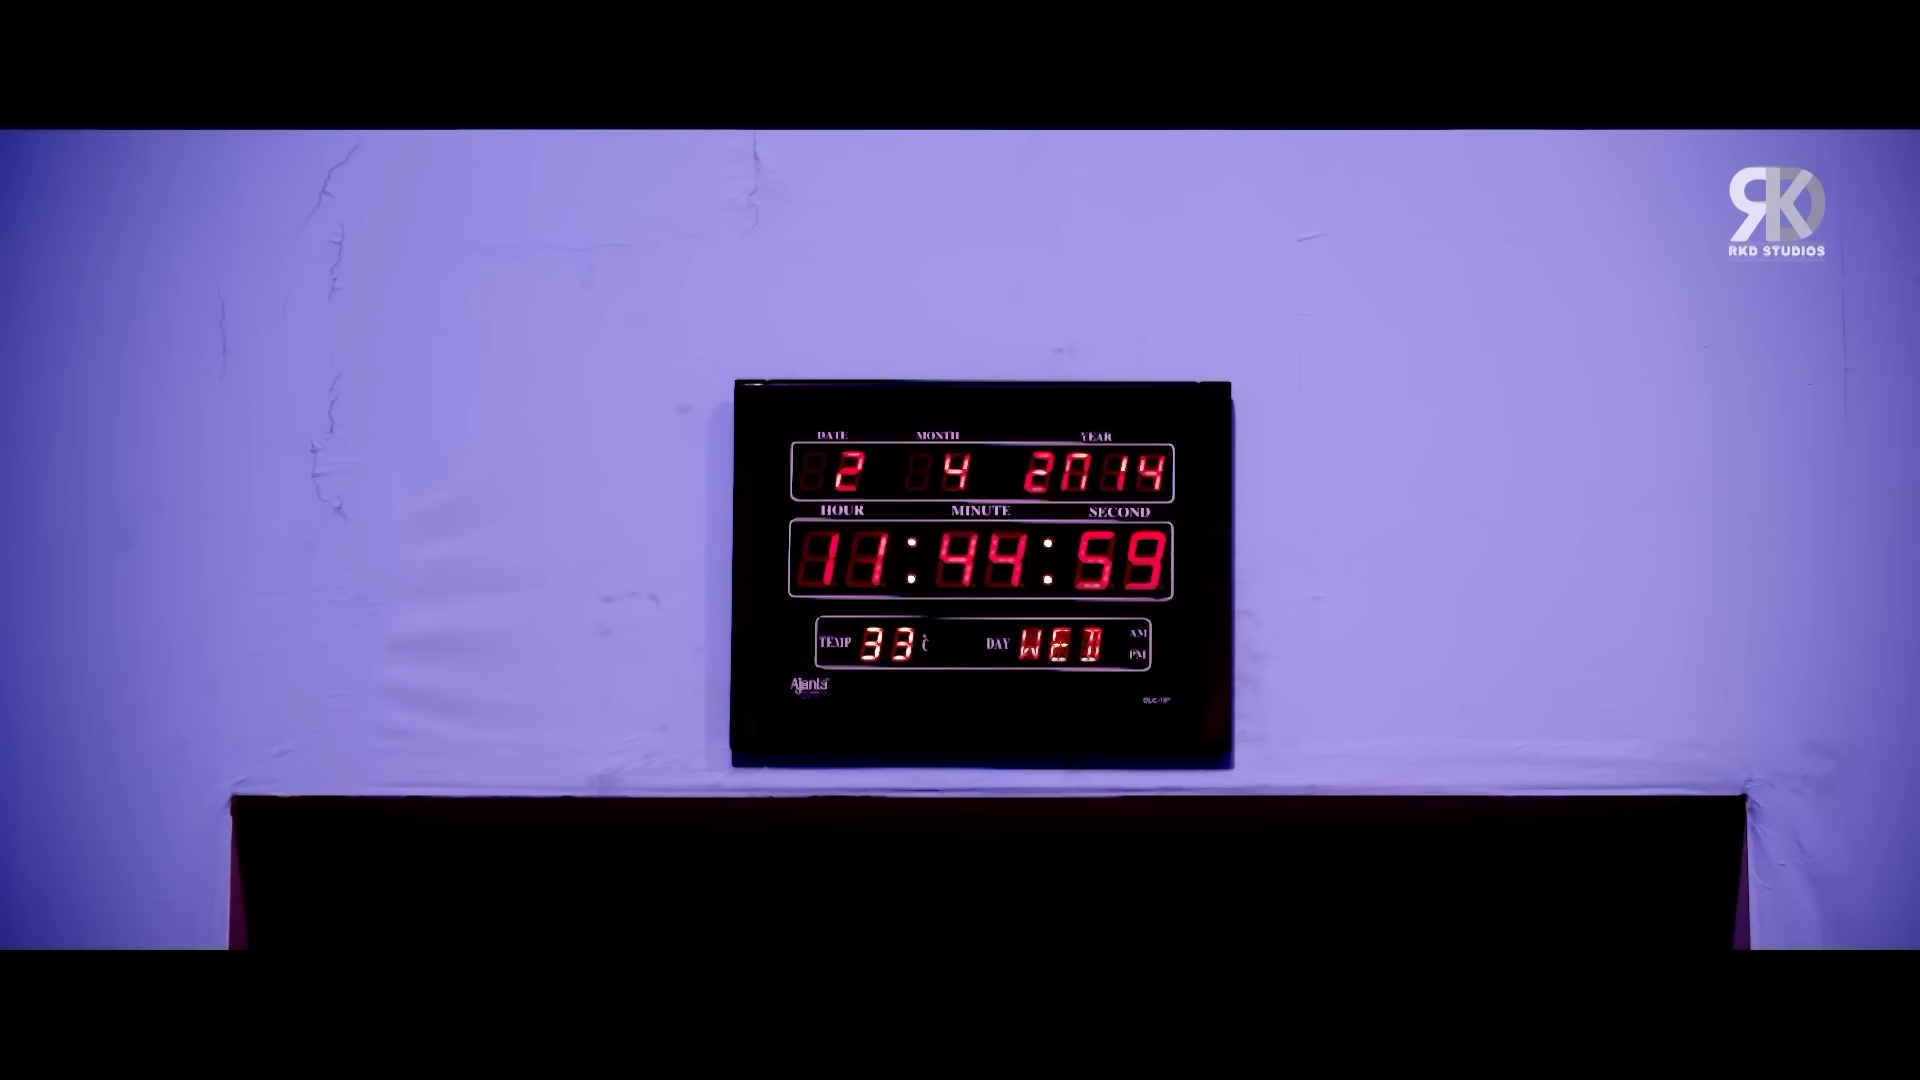 RKD
RKD STUDIOS
DATE MONTH YEAR
2 4 2014
HOUR MINUTE SECOND
11:44:59
TEMP 33 °C DAY WED AM
PM
Ajanta